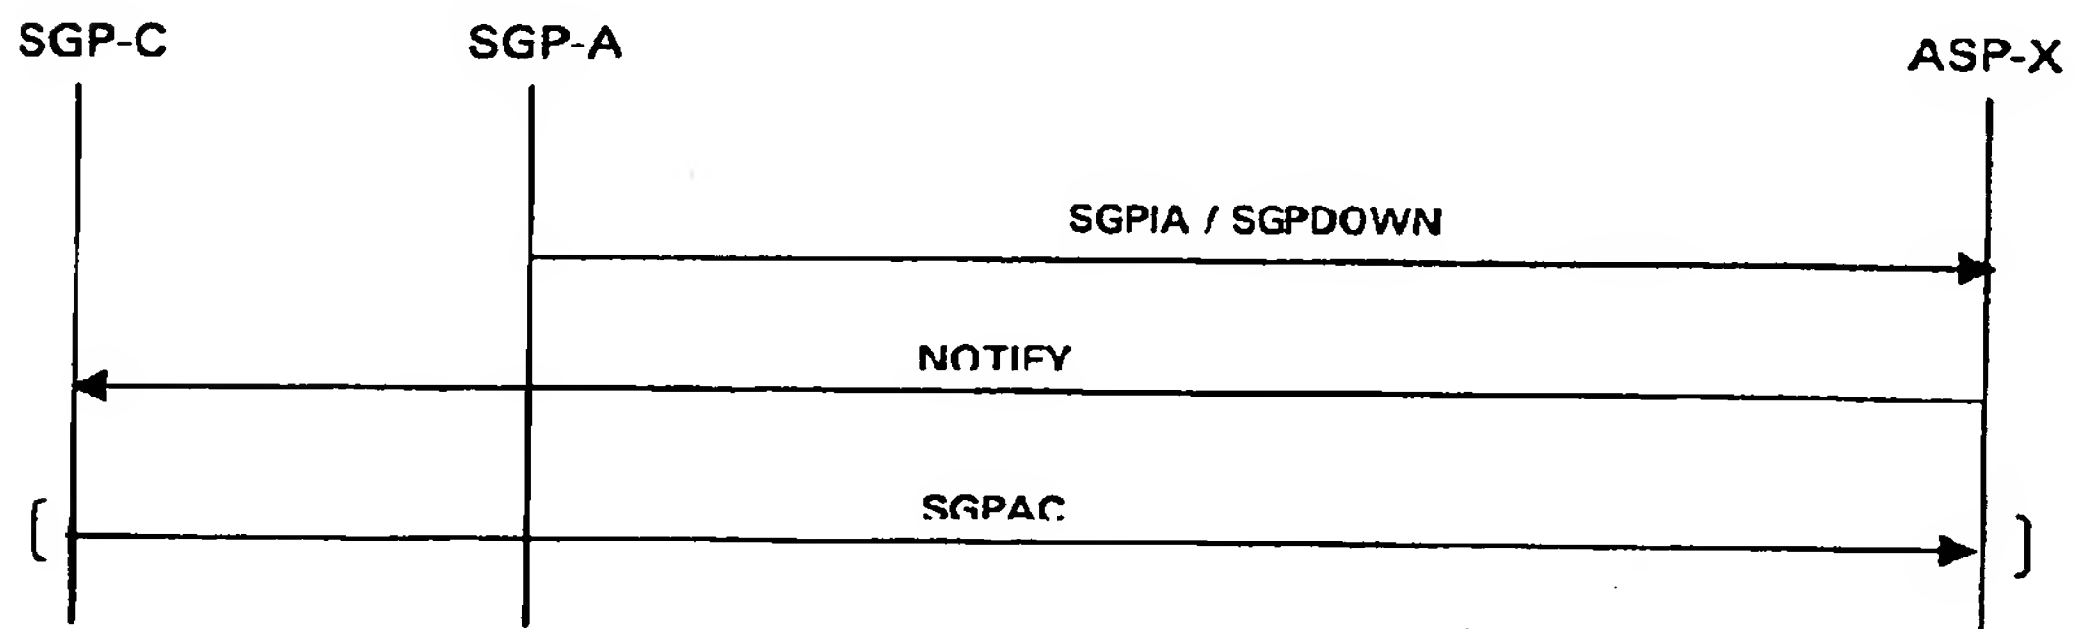 SGP-C SGP-A ASP-X
SGPIA / SGPDOWN
NOTIFY
SGPAC
[ ]